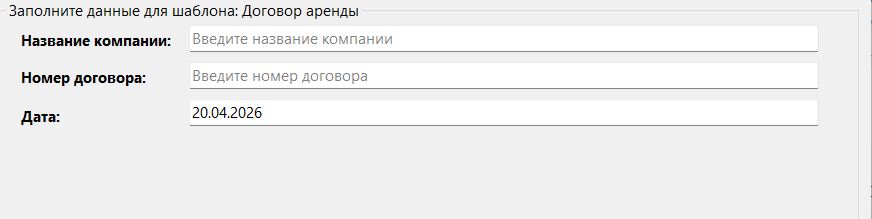 Заполните данные для шаблона: Договор аренды
Название компании: Введите название компании
Номер договора: Введите номер договора
Дата: 20.04.2026